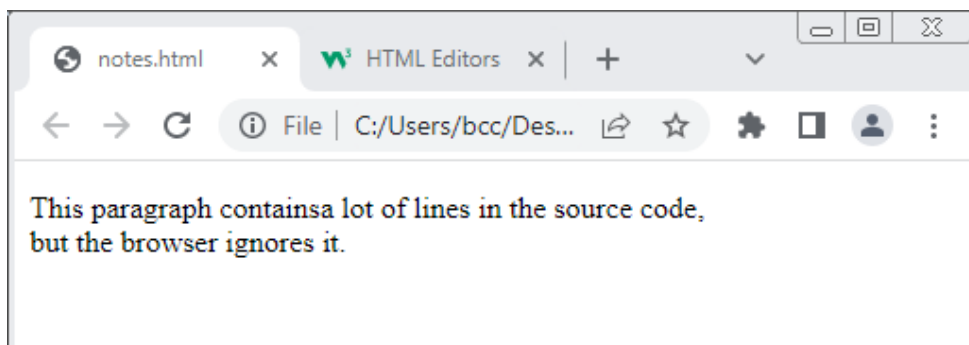 notes.html
W3 HTML Editors
File C:/Users/bcc/Des...
This paragraph containsa lot of lines in the source code,
but the browser ignores it.